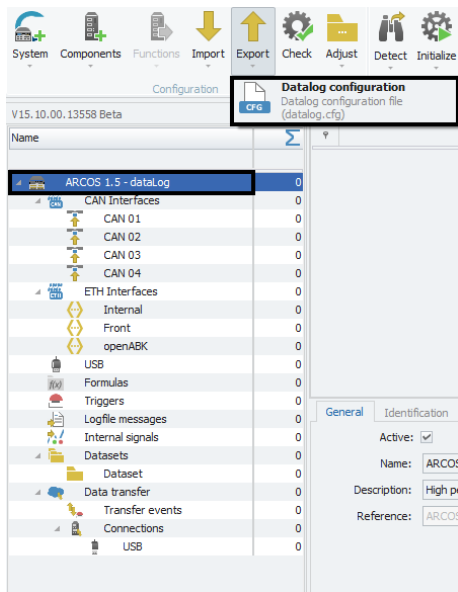 System Components Functions Import Export Check Adjust Detect Initialize
Configuration
CFG
Datalog configuration
Datalog configuration file
(datalog.cfg)
V15.10.00.13558 Beta
Name Σ
ARCOS 1.5 - dataLog 0
CAN Interfaces 0
CAN 01 0
CAN 02 0
CAN 03 0
CAN 04 0
ETH Interfaces 0
Internal 0
Front 0
openABK 0
USB 0
f(x) Formulas 0
Triggers 0
Logfile messages 0
Internal signals 0
Datasets 0
Dataset 0
Data transfer 0
Transfer events 0
Connections 0
USB 0
General Identification
Active:
Name: ARCOS
Description: High pe
Reference: ARCOS